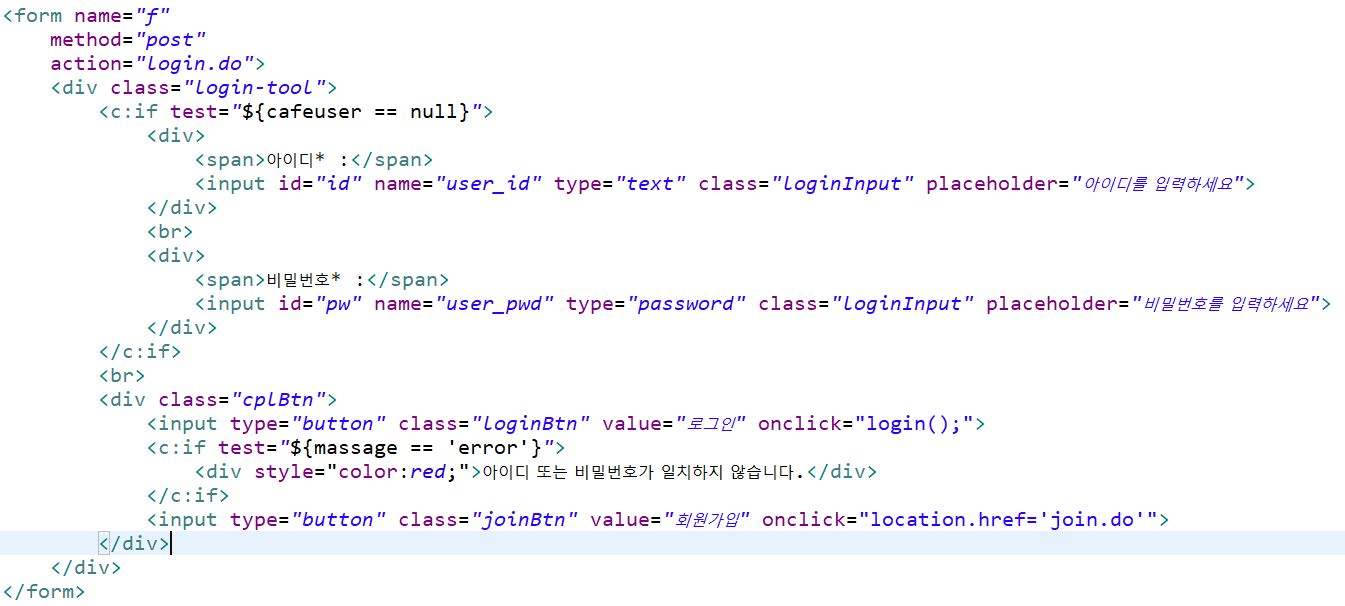 <form name="f"
    method="post"
    action="login.do">
    <div class="login-tool">
        <c:if test="${cafeuser == null}">
            <div>
                <span>아이디* :</span>
                <input id="id" name="user_id" type="text" class="loginInput" placeholder="아이디를 입력하세요">
            </div>
            <br>
            <div>
                <span>비밀번호* :</span>
                <input id="pw" name="user_pwd" type="password" class="loginInput" placeholder="비밀번호를 입력하세요">
            </div>
        </c:if>
        <br>
        <div class="cplBtn">
            <input type="button" class="loginBtn" value="로그인" onclick="login();">
            <c:if test="${massage == 'error'}">
                <div style="color:red;">아이디 또는 비밀번호가 일치하지 않습니다.</div>
            </c:if>
            <input type="button" class="joinBtn" value="회원가입" onclick="location.href='join.do'">
        </div>
    </div>
</form>